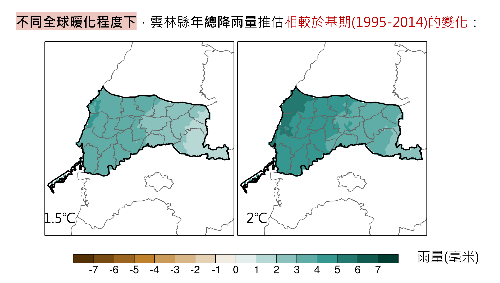 不同全球暖化程度下，雲林縣年總降雨量推估相較於基期(1995-2014)的變化：
1.5℃
2℃
-7 -6 -5 -4 -3 -2 -1 0 1 2 3 4 5 6 7
雨量(毫米)